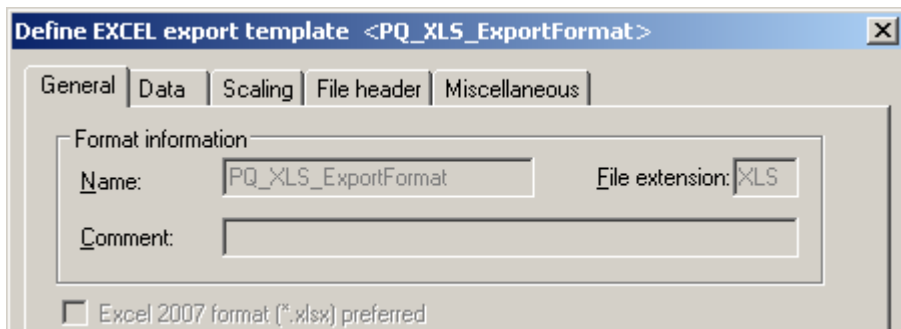 Define EXCEL export template <PQ_XLS_ExportFormat>
General Data Scaling File header Miscellaneous
Format information
Name: PQ_XLS_ExportFormat File extension: XLS
Comment:
Excel 2007 format (*.xlsx) preferred